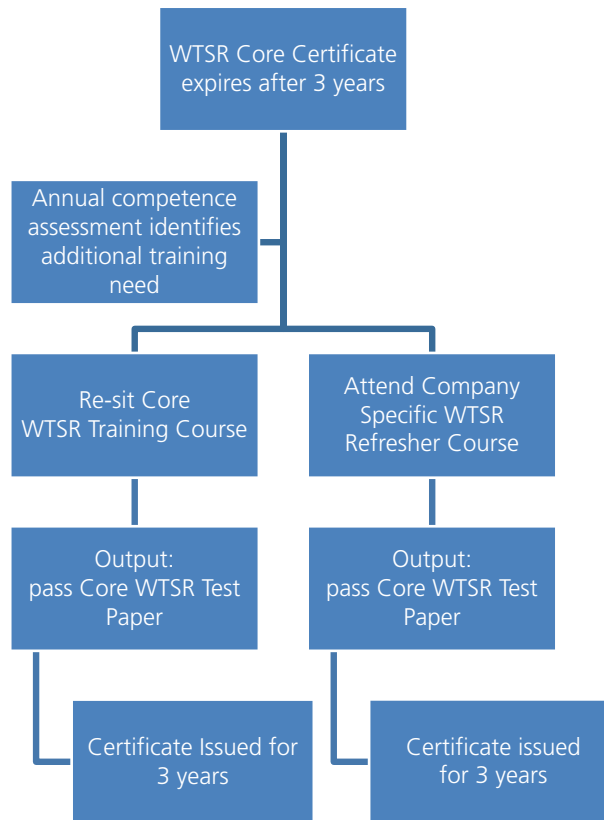 WTSR Core Certificate
expires after 3 years
Annual competence
assessment identifies
additional training
need
Re-sit Core
WTSR Training Course
Attend Company
Specific WTSR
Refresher Course
Output:
pass Core WTSR Test
Paper
Output:
pass Core WTSR Test
Paper
Certificate Issued for
3 years
Certificate issued
for 3 years